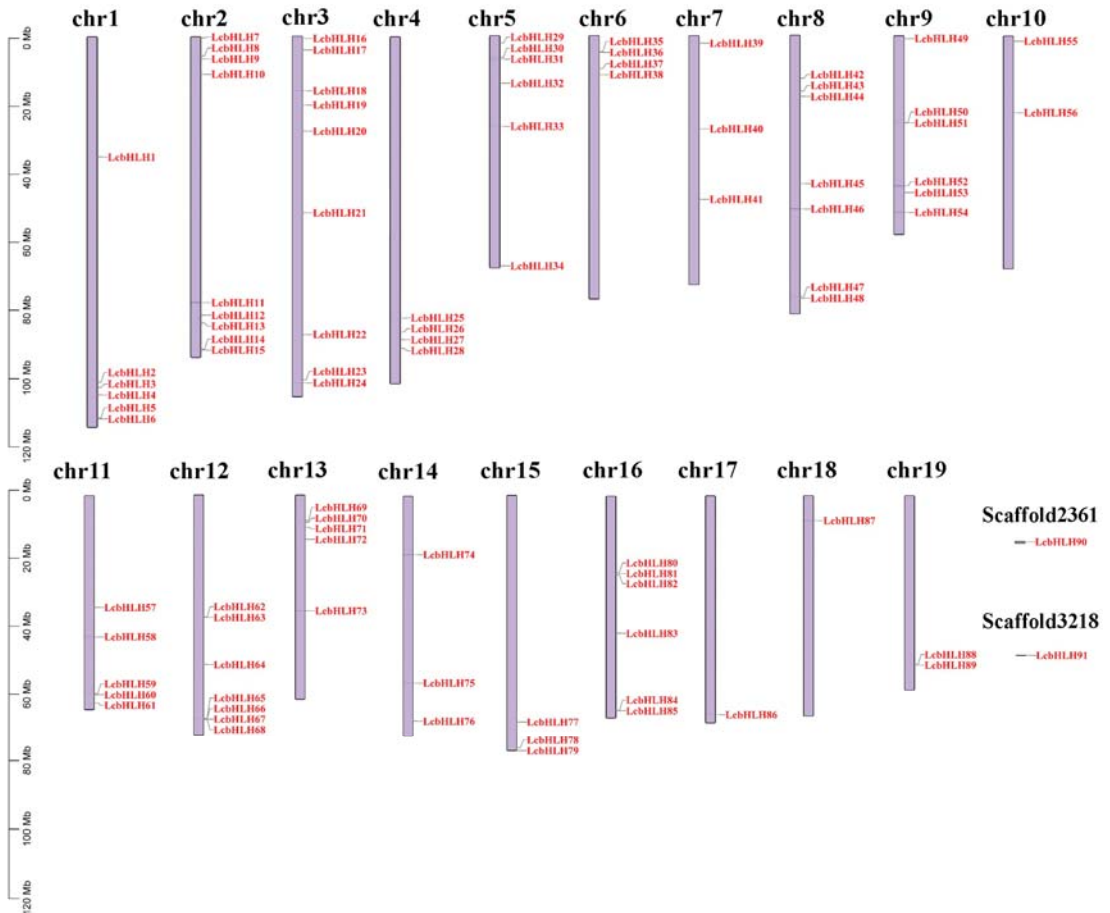 chr1 chr2 chr3 chr4 chr5 chr6 chr7 chr8 chr9 chr10
0 Mb
20 Mb
40 Mb
60 Mb
80 Mb
100 Mb
120 Mb
LcbHLH1
LcbHLH2
LcbHLH3
LcbHLH4
LcbHLH5
LcbHLH6
LcbHLH7
LcbHLH8
LcbHLH9
LcbHLH10
LcbHLH11
LcbHLH12
LcbHLH13
LcbHLH14
LcbHLH15
LcbHLH16
LcbHLH17
LcbHLH18
LcbHLH19
LcbHLH20
LcbHLH21
LcbHLH22
LcbHLH23
LcbHLH24
LcbHLH25
LcbHLH26
LcbHLH27
LcbHLH28
LcbHLH29
LcbHLH30
LcbHLH31
LcbHLH32
LcbHLH33
LcbHLH34
LcbHLH35
LcbHLH36
LcbHLH37
LcbHLH38
LcbHLH39
LcbHLH40
LcbHLH41
LcbHLH42
LcbHLH43
LcbHLH44
LcbHLH45
LcbHLH46
LcbHLH47
LcbHLH48
LcbHLH49
LcbHLH50
LcbHLH51
LcbHLH52
LcbHLH53
LcbHLH54
LcbHLH55
LcbHLH56
chr11 chr12 chr13 chr14 chr15 chr16 chr17 chr18 chr19
0 Mb
20 Mb
40 Mb
60 Mb
80 Mb
100 Mb
120 Mb
LcbHLH57
LcbHLH58
LcbHLH59
LcbHLH60
LcbHLH61
LcbHLH62
LcbHLH63
LcbHLH64
LcbHLH65
LcbHLH66
LcbHLH67
LcbHLH68
LcbHLH69
LcbHLH70
LcbHLH71
LcbHLH72
LcbHLH73
LcbHLH74
LcbHLH75
LcbHLH76
LcbHLH77
LcbHLH78
LcbHLH79
LcbHLH80
LcbHLH81
LcbHLH82
LcbHLH83
LcbHLH84
LcbHLH85
LcbHLH86
LcbHLH87
LcbHLH88
LcbHLH89
Scaffold2361
LcbHLH90
Scaffold3218
LcbHLH91